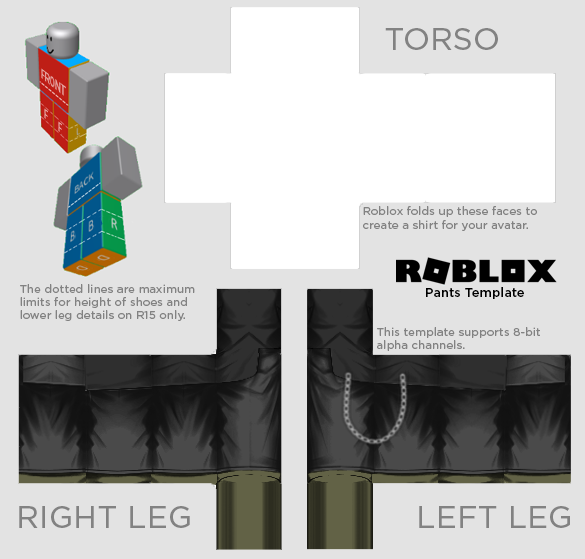 TORSO
FRONT
F F L
BACK
B B R
D D
Roblox folds up these faces to
create a shirt for your avatar.
The dotted lines are maximum
limits for height of shoes and
lower leg details on R15 only.
ROBLOX
Pants Template
This template supports 8-bit
alpha channels.
RIGHT LEG
LEFT LEG